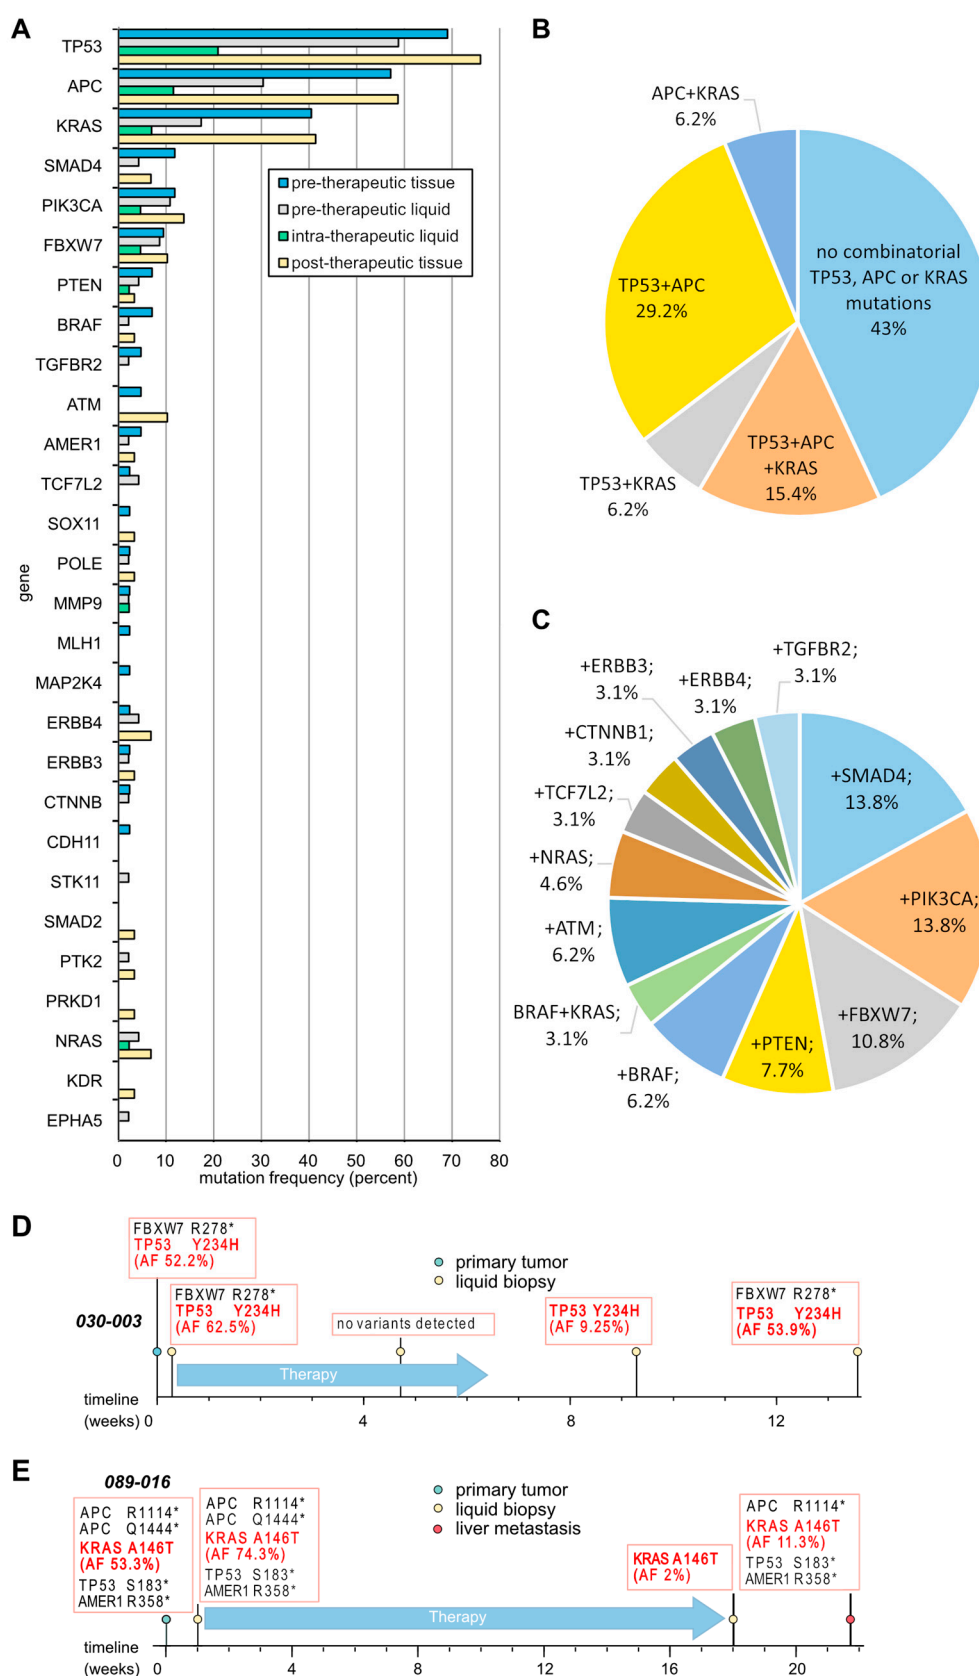 A
TP53
APC
KRAS
SMAD4
PIK3CA
FBXW7
PTEN
BRAF
TGFBR2
ATM
AMER1
TCF7L2
SOX11
POLE
MMP9
MLH1
MAP2K4
ERBB4
ERBB3
CTNNB
CDH11
STK11
SMAD2
PTK2
PRKD1
NRAS
KDR
EPHA5
gene
pre-therapeutic tissue
pre-therapeutic liquid
intra-therapeutic liquid
post-therapeutic tissue
0 10 20 30 40 50 60 70 80
mutation frequency (percent)
B
APC+KRAS
6.2%
no combinatorial
TP53, APC or KRAS
mutations
43%
TP53+APC
29.2%
TP53+APC
+KRAS
15.4%
TP53+KRAS
6.2%
C
+TGFBR2;
3.1%
+ERBB3;
3.1%
+ERBB4;
3.1%
+CTNNB1;
3.1%
+SMAD4;
13.8%
+TCF7L2;
3.1%
+NRAS;
4.6%
+PIK3CA;
13.8%
+ATM;
6.2%
BRAF+KRAS;
3.1%
+FBXW7;
10.8%
+PTEN;
7.7%
+BRAF;
6.2%
D
FBXW7 R278*
TP53 Y234H
(AF 52.2%)
primary tumor
liquid biopsy
030-003
FBXW7 R278*
TP53 Y234H
(AF 62.5%)
no variants detected
TP53 Y234H
(AF 9.25%)
FBXW7 R278*
TP53 Y234H
(AF 53.9%)
Therapy
timeline
(weeks) 0 4 8 12
E
089-016
primary tumor
liquid biopsy
liver metastasis
APC R1114*
APC Q1444*
KRAS A146T
(AF 53.3%)
TP53 S183*
AMER1 R358*
APC R1114*
APC Q1444*
KRAS A146T
(AF 74.3%)
TP53 S183*
AMER1 R358*
KRAS A146T
(AF 2%)
APC R1114*
KRAS A146T
(AF 11.3%)
TP53 S183*
AMER1 R358*
Therapy
timeline
(weeks) 0 4 8 12 16 20